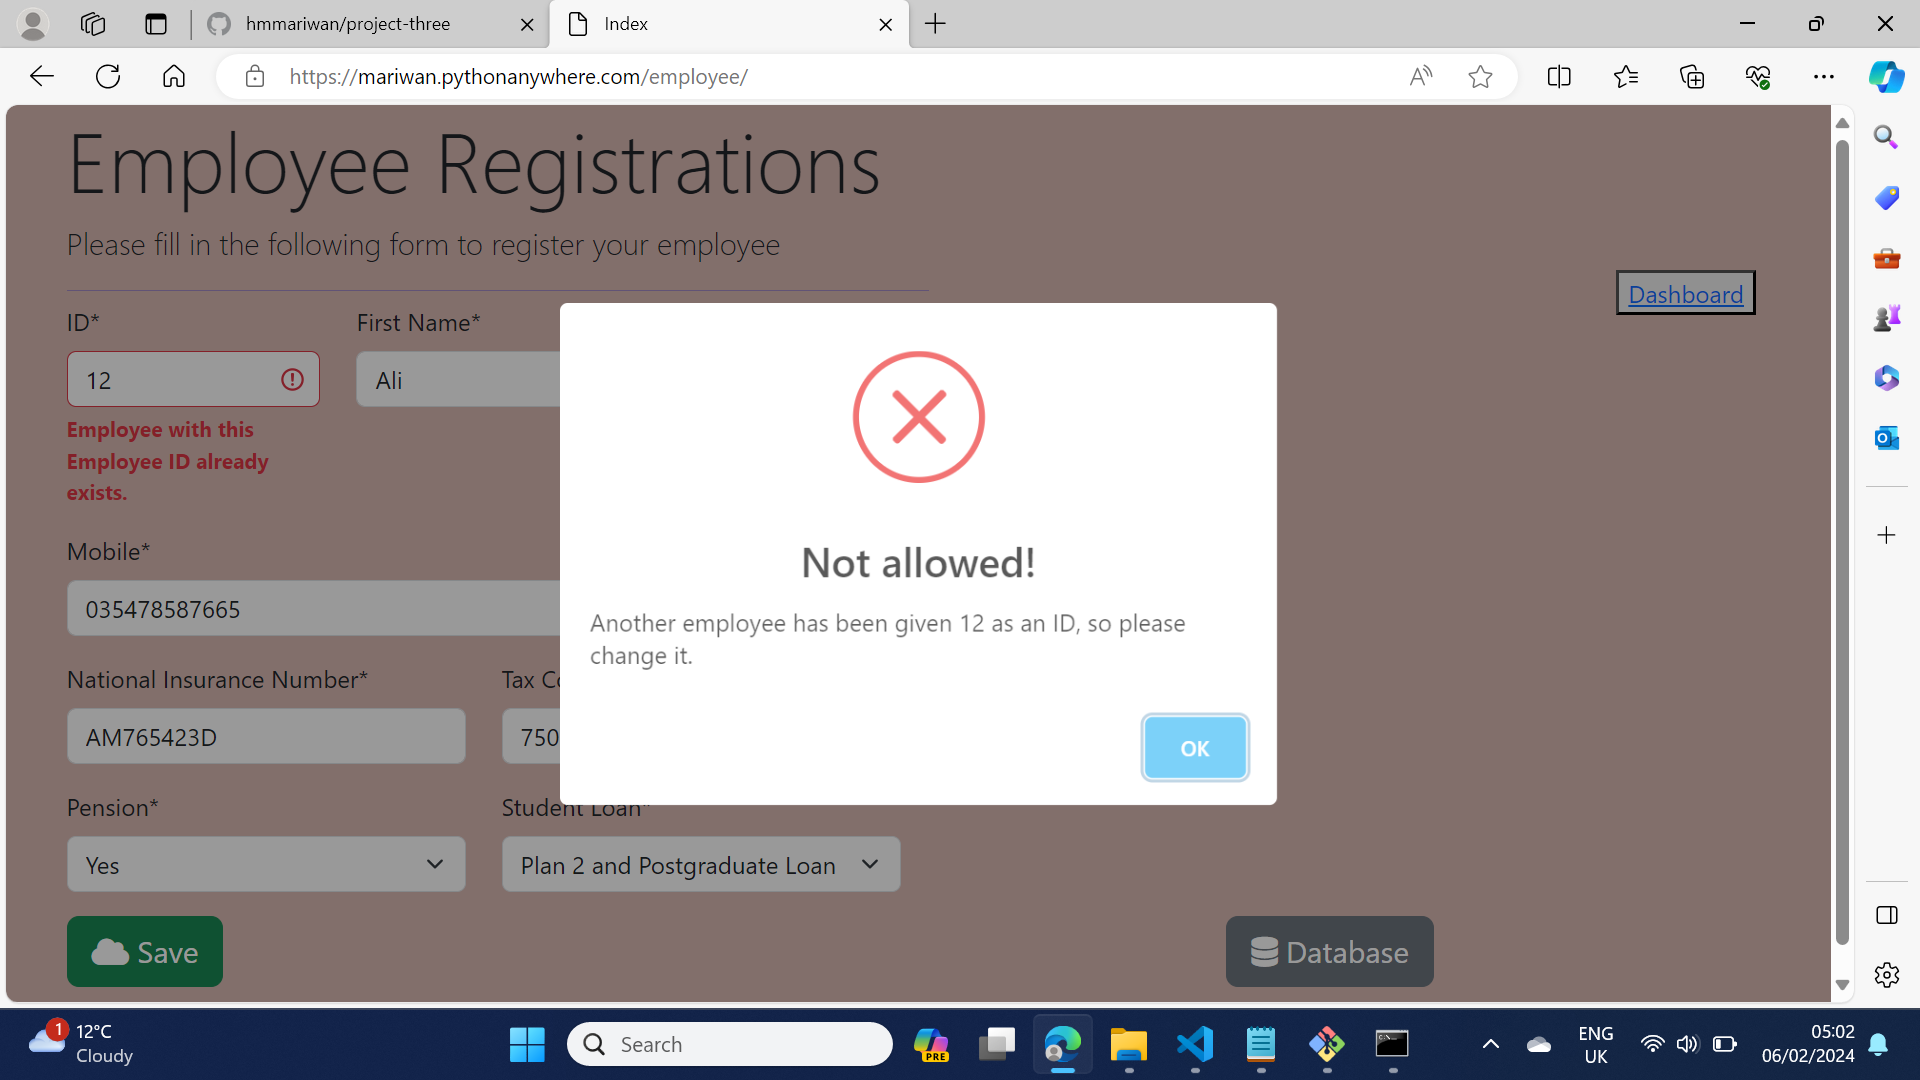 hmmariwan/project-three
Index
https://mariwan.pythonanywhere.com/employee/
Employee Registrations
Please fill in the following form to register your employee
Dashboard
ID*
First Name*
12
Ali
Employee with this
Employee ID already
exists.
Mobile*
035478587665
National Insurance Number*
Tax Co
AM765423D
750
Pension*
Student Loan*
Yes
Plan 2 and Postgraduate Loan
Save
Database
Not allowed!
Another employee has been given 12 as an ID, so please
change it.
OK
1
12°C
Cloudy
Search
PRE
ENG
UK
05:02
06/02/2024